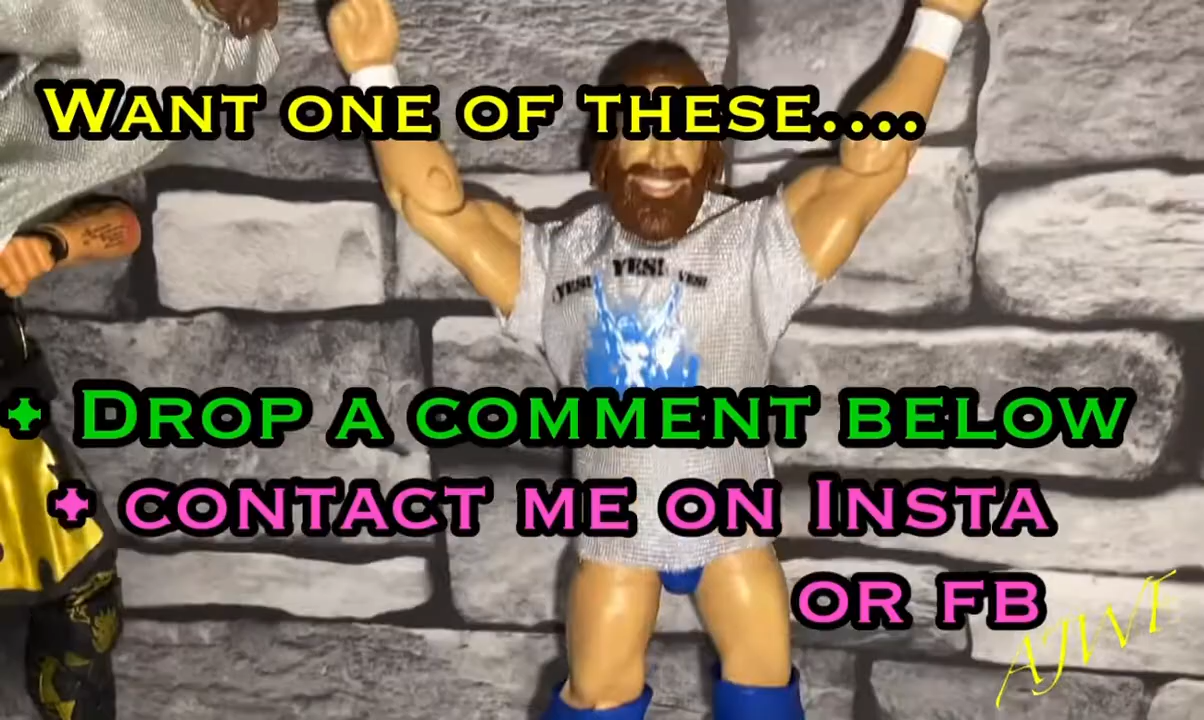 Want one of these....
YES! YES! YES!
+ Drop a comment below
+ contact me on Insta
or fb
AJWF